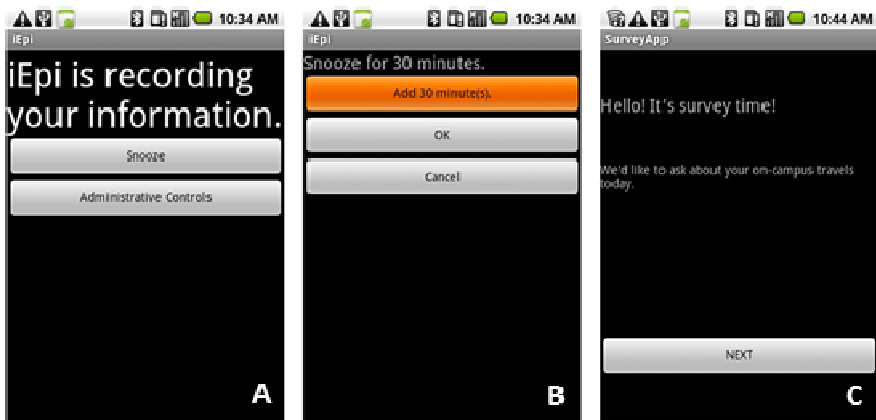 10:34 AM
iEpi
iEpi is recording
your information.
Snooze
Administrative Controls
A
10:34 AM
iEpi
Snooze for 30 minutes.
Add 30 minute(s).
OK
Cancel
B
10:44 AM
SurveyApp
Hello! It's survey time!
We'd like to ask about your on-campus travels
today.
NEXT
C